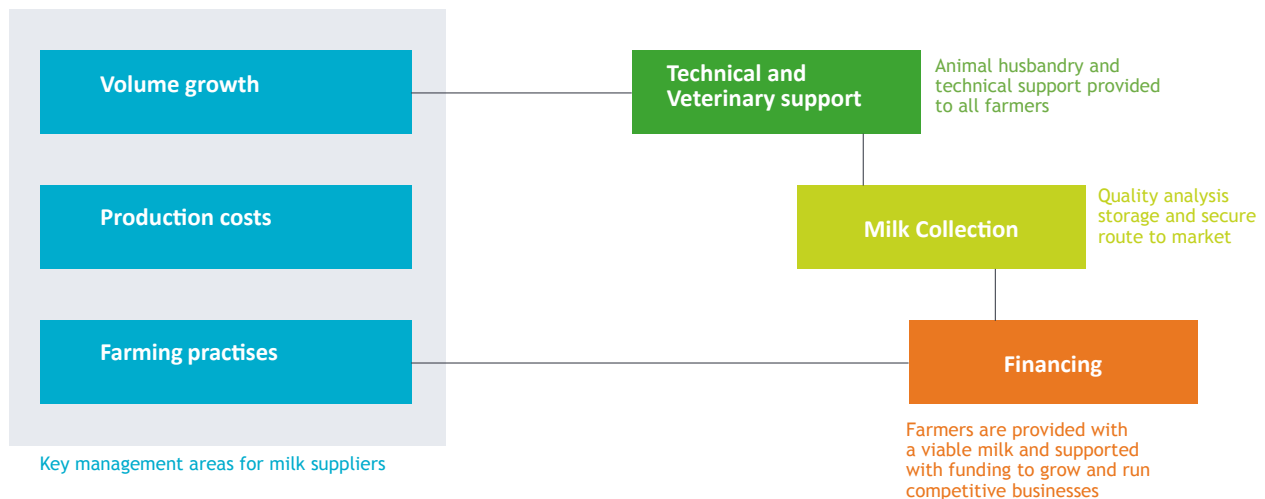 Volume growth
Technical and
Veterinary support
Animal husbandry and
technical support provided
to all farmers
Production costs
Milk Collection
Quality analysis
storage and secure
route to market
Farming practises
Financing
Key management areas for milk suppliers
Farmers are provided with
a viable milk and supported
with funding to grow and run
competitive businesses